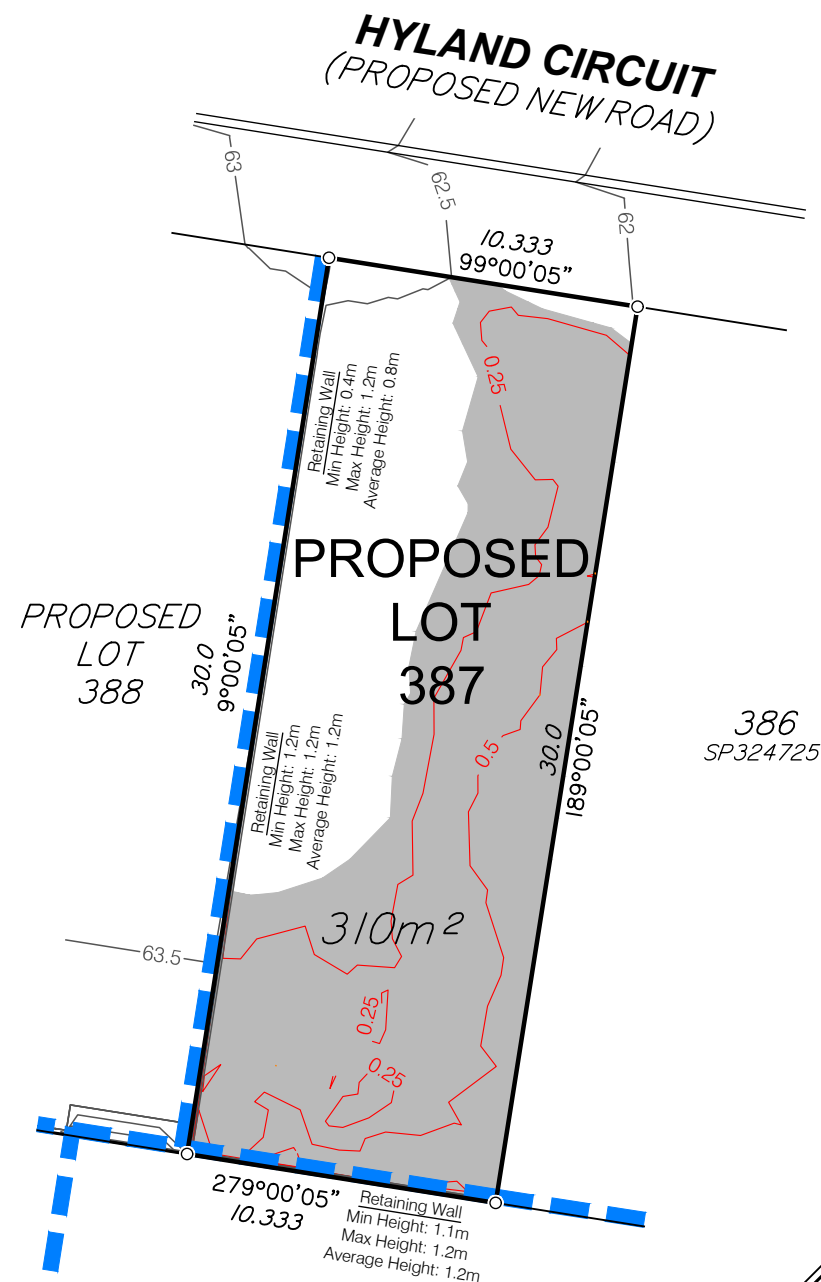 HYLAND CIRCUIT
(PROPOSED NEW ROAD)
63
62.5
62
10.333
99°00'05"
0.25
Retaining Wall
Min Height: 0.4m
Max Height: 1.2m
Average Height: 0.8m
PROPOSED
LOT
387
PROPOSED
LOT
388
30.0
9°00'05"
386
SP324725
30.0
189°00'05"
0.5
Retaining Wall
Min Height: 1.2m
Max Height: 1.2m
Average Height: 1.2m
310m²
63.5
0.25
0.25
279°00'05"
10.333
Retaining Wall
Min Height: 1.1m
Max Height: 1.2m
Average Height: 1.2m